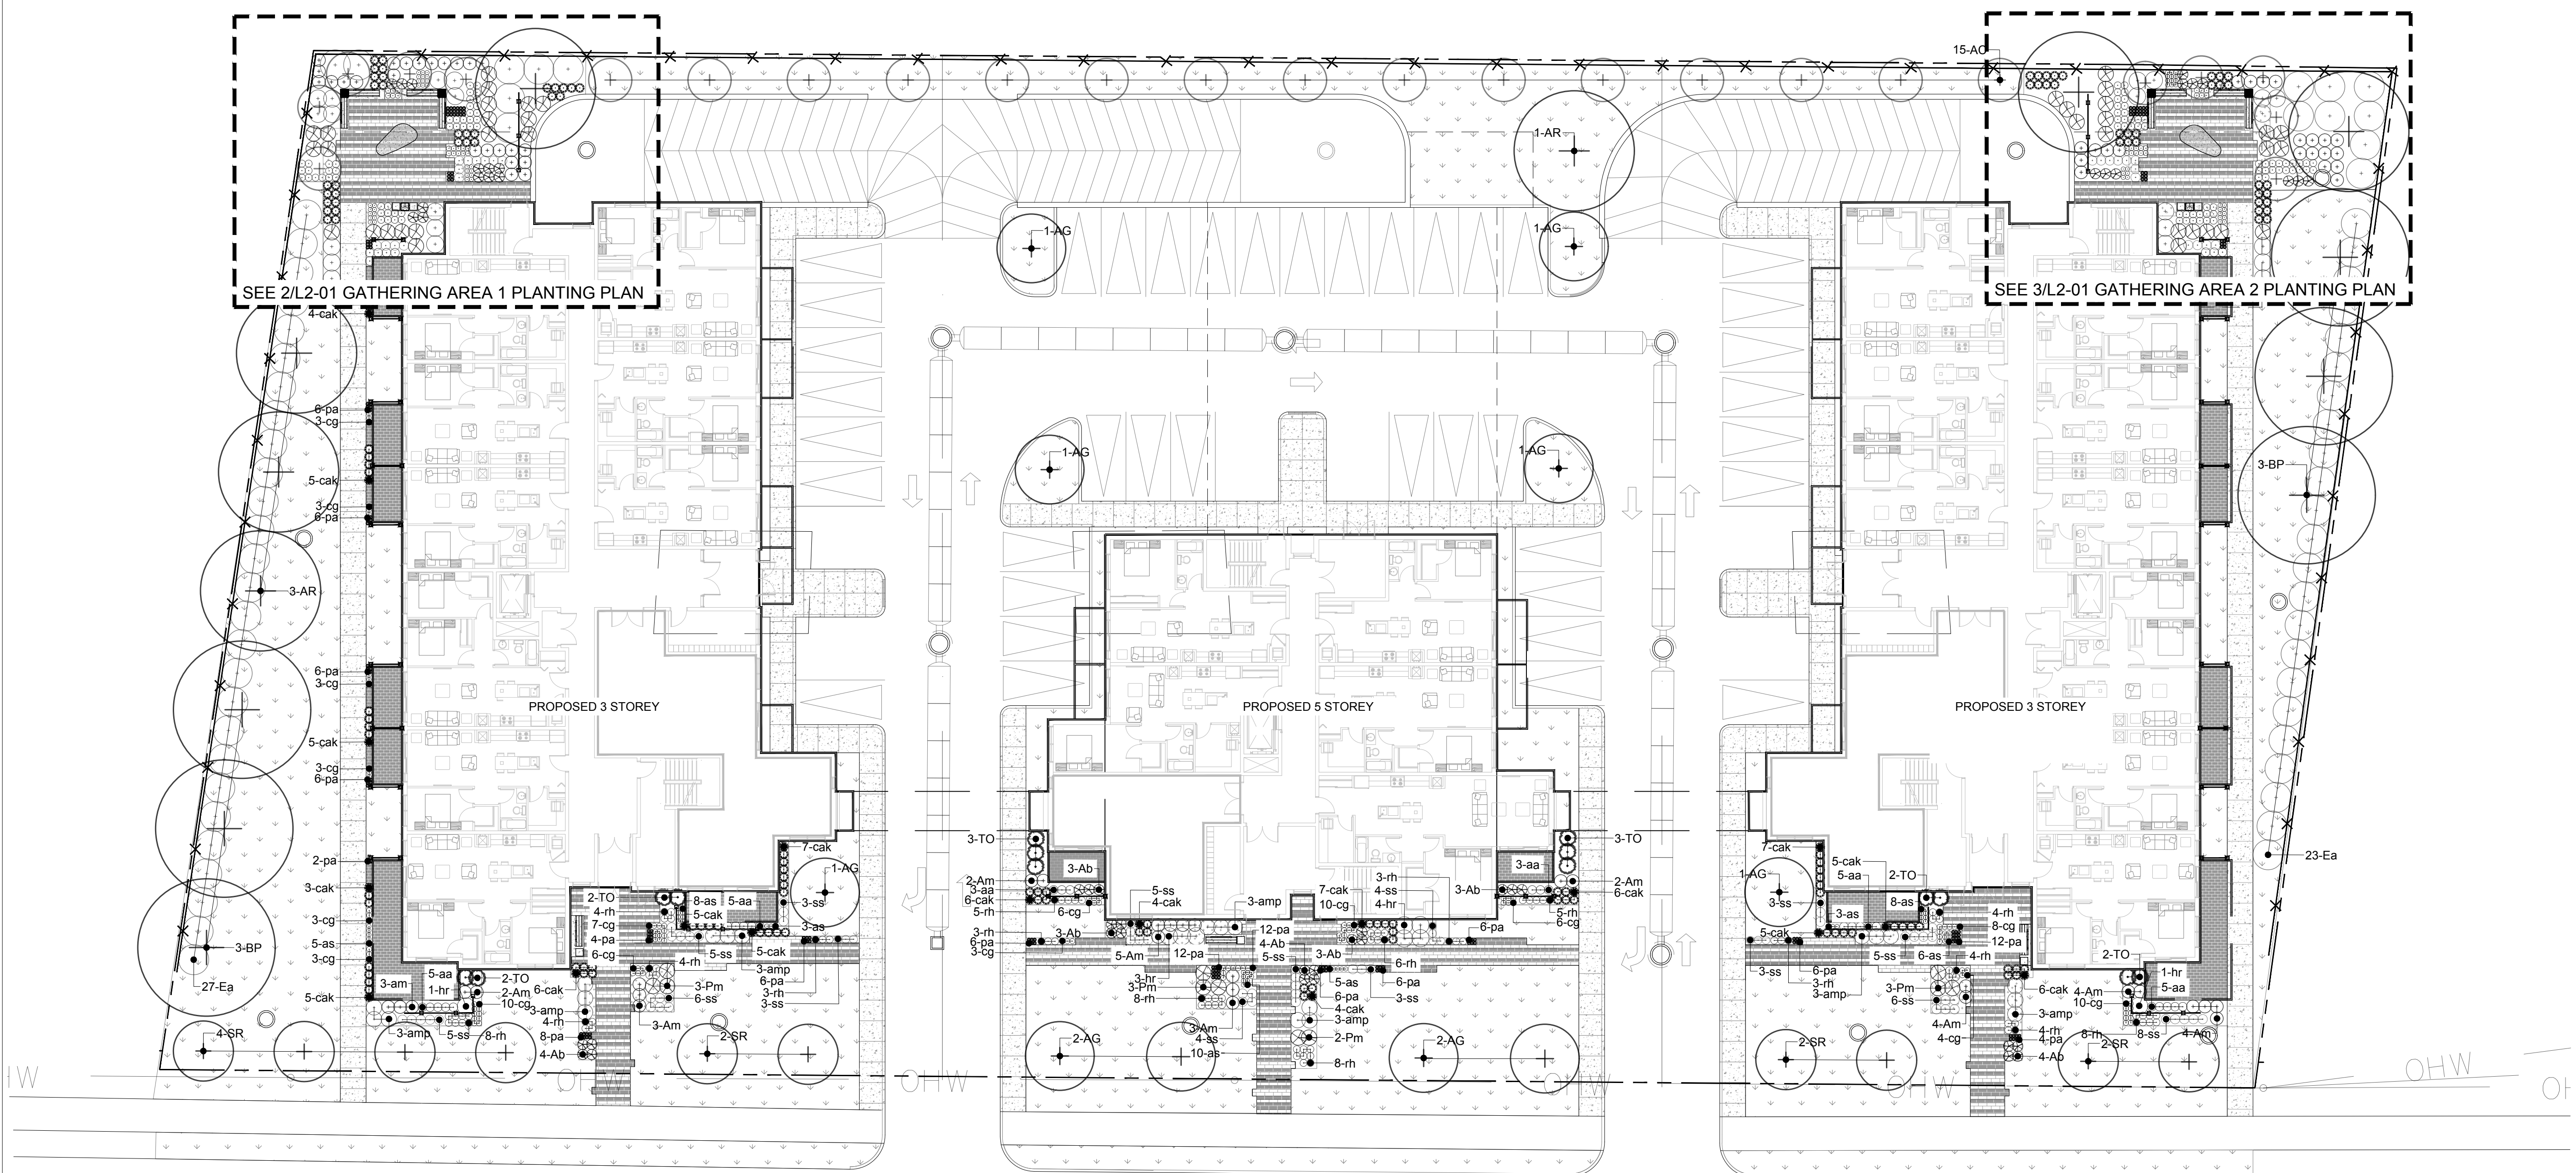 15-AC
1-AR
1-AG
1-AG
SEE 2/L2-01 GATHERING AREA 1 PLANTING PLAN
SEE 3/L2-01 GATHERING AREA 2 PLANTING PLAN
4-cak
6-pa
3-cg
1-AG
1-AG
3-BP
5-cak
3-cg
6-pa
3-AR
6-pa
3-cg
PROPOSED 3 STOREY
PROPOSED 5 STOREY
PROPOSED 3 STOREY
5-cak
3-cg
6-pa
3-TO
3-TO
7-cak
7-cak
23-Ea
2-pa
3-Ab
3-aa
1-AG
5-cak
5-aa
2-TO
1-AG
3-cak
2-TO
8-as
5-aa
2-Am
3-aa
6-cak
5-rh
6-cg
5-ss
4-cak
3-amp
7-cak
10-cg
3-rh
4-ss
4-hr
3-Ab
2-Am
6-cak
5-rh
6-cg
3-ss
3-as
8-as
4-rh
5-cak
3-ss
3-cg
4-rh
7-cg
4-pa
3-as
4-rh
8-cg
12-pa
5-as
3-cg
6-cg
4-rh
5-ss
5-cak
3-rh
6-pa
3-cg
3-Ab
5-Am
12-pa
12-pa
4-Ab
5-ss
3-Ab
6-pa
5-cak
5-ss
6-as
4-rh
2-TO
3-BP
3-amp
6-pa
3-rh
3-ss
6-rh
3-ss
6-pa
3-rh
3-amp
5-aa
1-hr
3-am
2-TO
2-Am
10-cg
6-cak
3-Pm
6-ss
3-hr
3-Pm
8-rh
5-as
6-pa
4-cak
3-amp
6-pa
3-ss
3-Pm
6-ss
6-cak
4-Am
10-cg
1-hr
5-aa
27-Ea
5-cak
3-amp
4-rh
8-pa
4-Ab
3-Am
3-Am
4-ss
10-as
2-Pm
8-rh
4-Am
4-cg
3-amp
4-rh
4-pa
4-Ab
8-rh
8-ss
4-Am
4-SR
3-amp
5-ss
8-rh
2-SR
2-AG
2-AG
2-SR
2-SR
OHW
OHW
OHW
OHW
OHW